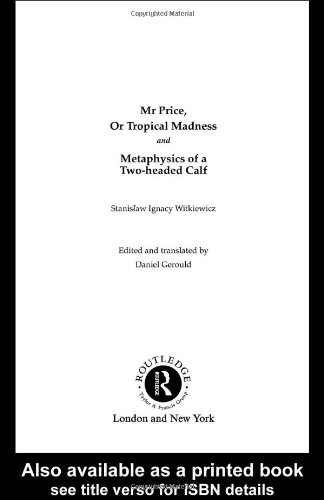 Mr Price,
Or Tropical Madness
and
Metaphysics of a
Two-headed Calf
Stanisław Ignacy Witkiewicz
Edited and translated by
Daniel Gerould
ROUTLEDGE
Taylor & Francis Group
London and New York
Also available as a printed book
see title verso for ISBN details